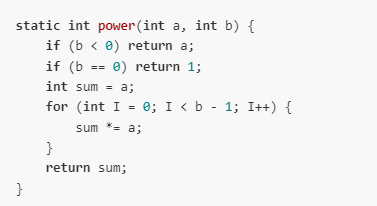 static int power(int a, int b) {
    if (b < 0) return a;
    if (b == 0) return 1;
    int sum = a;
    for (int I = 0; I < b - 1; I++) {
        sum *= a;
    }
    return sum;
}